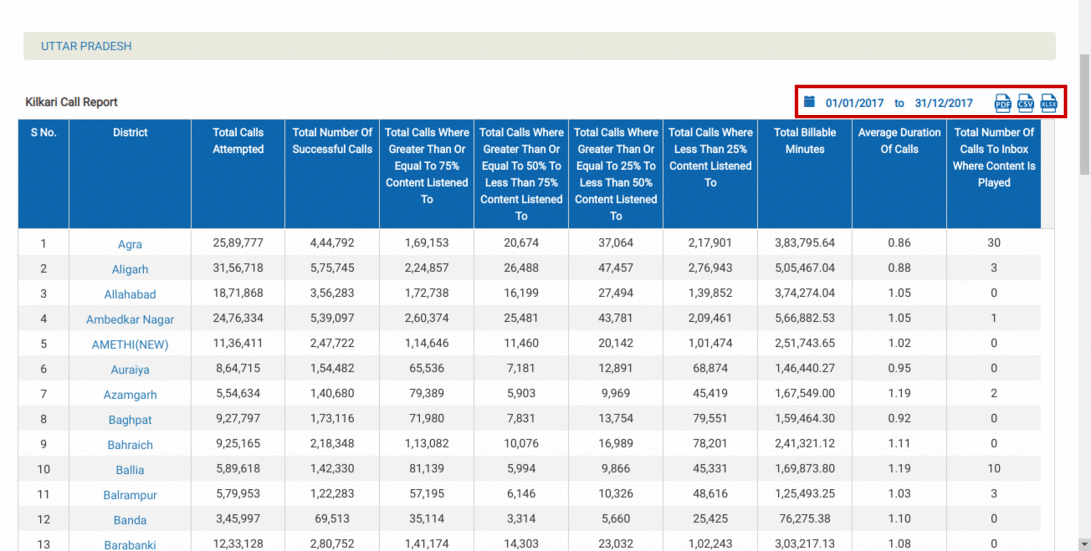 UTTAR PRADESH
Kilkari Call Report
01/01/2017 to 31/12/2017 PDF CSV XLSX
S No. District Total Calls Attempted Total Number Of Successful Calls Total Calls Where Greater Than Or Equal To 75% Content Listened To Total Calls Where Greater Than Or Equal To 50% To Less Than 75% Content Listened To Total Calls Where Greater Than Or Equal To 25% To Less Than 50% Content Listened To Total Calls Where Less Than 25% Content Listened To Total Billable Minutes Average Duration Of Calls Total Number Of Calls To Inbox Where Content Is Played
1 Agra 25,89,777 4,44,792 1,69,153 20,674 37,064 2,17,901 3,83,795.64 0.86 30
2 Aligarh 31,56,718 5,75,745 2,24,857 26,488 47,457 2,76,943 5,05,467.04 0.88 3
3 Allahabad 18,71,868 3,56,283 1,72,738 16,199 27,494 1,39,852 3,74,274.04 1.05 0
4 Ambedkar Nagar 24,76,334 5,39,097 2,60,374 25,481 43,781 2,09,461 5,66,882.53 1.05 1
5 AMETHI(NEW) 11,36,411 2,47,722 1,14,646 11,460 20,142 1,01,474 2,51,743.65 1.02 0
6 Auraiya 8,64,715 1,54,482 65,536 7,181 12,891 68,874 1,46,440.27 0.95 0
7 Azamgarh 5,54,634 1,40,680 79,389 5,903 9,969 45,419 1,67,549.00 1.19 2
8 Baghpat 9,27,797 1,73,116 71,980 7,831 13,754 79,551 1,59,464.30 0.92 0
9 Bahraich 9,25,165 2,18,348 1,13,082 10,076 16,989 78,201 2,41,321.12 1.11 0
10 Ballia 5,89,618 1,42,330 81,139 5,994 9,866 45,331 1,69,873.80 1.19 10
11 Balrampur 5,79,953 1,22,283 57,195 6,146 10,326 48,616 1,25,493.25 1.03 3
12 Banda 3,45,997 69,513 35,114 3,314 5,660 25,425 76,275.38 1.10 0
13 Barabanki 12,33,128 2,80,752 1,41,174 14,303 23,032 1,02,243 3,03,217.13 1.08 0